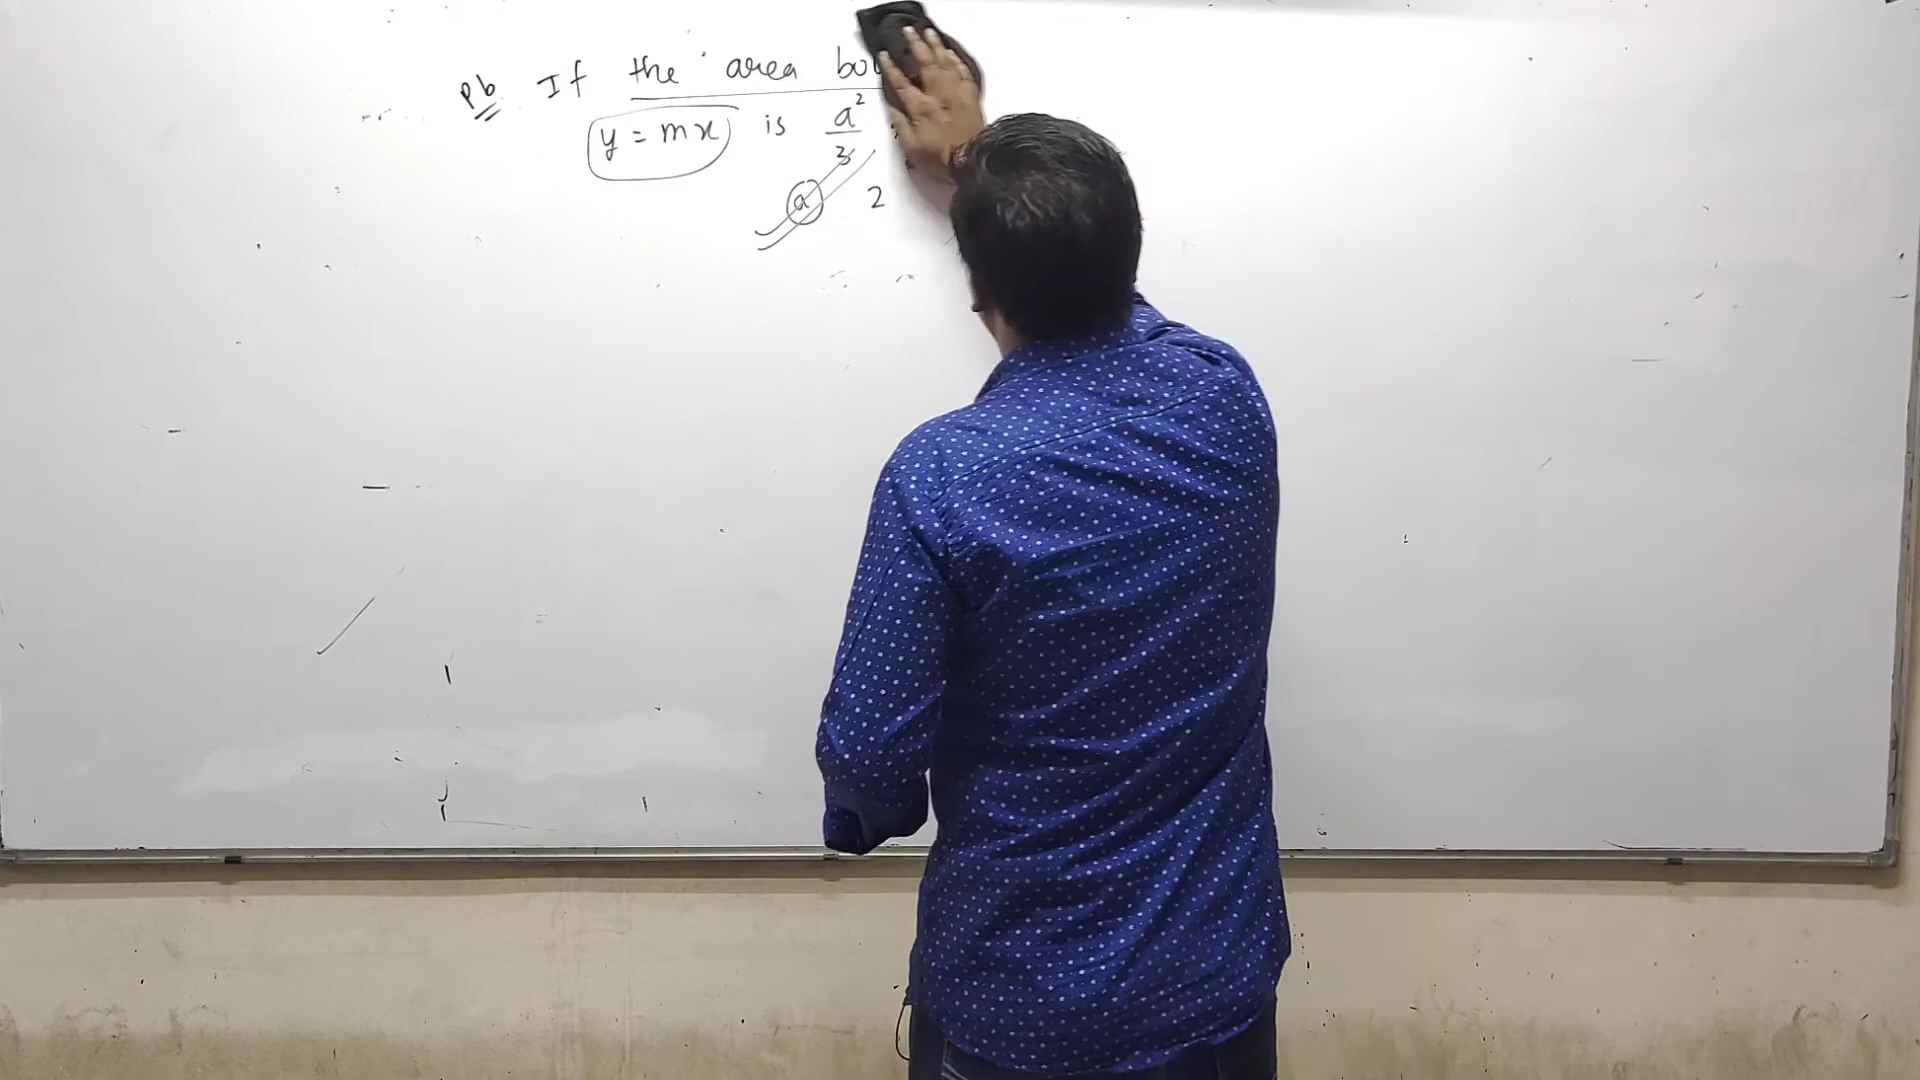 Pb If the area bo
y = mx is a²/3
(a) 2